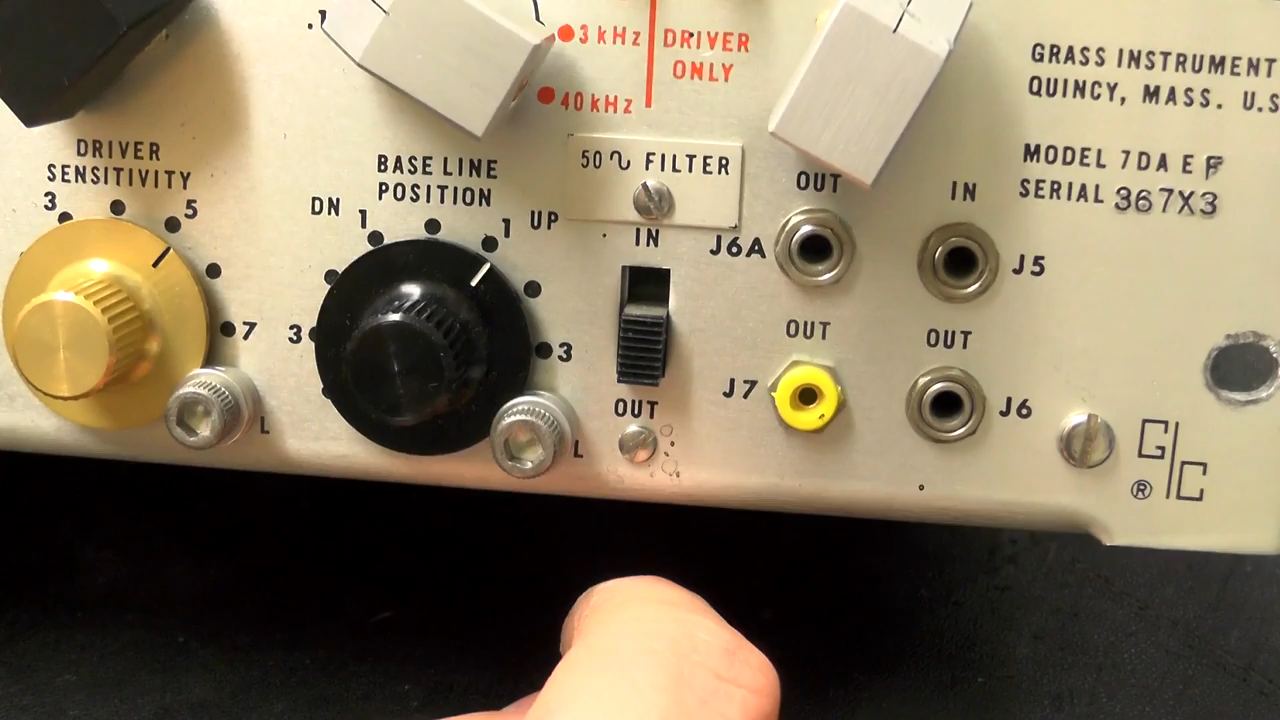 .1
3 kHz
DRIVER
ONLY
40 kHz
GRASS INSTRUMENT
QUINCY, MASS. U.S
MODEL 7DA E F
SERIAL 367X3
DRIVER
SENSITIVITY
3
5
7
L
BASE LINE
POSITION
DN
1
1
UP
3
3
L
50 ∿ FILTER
IN
OUT
OUT
J6A
IN
J5
OUT
J7
OUT
J6
G/C
®